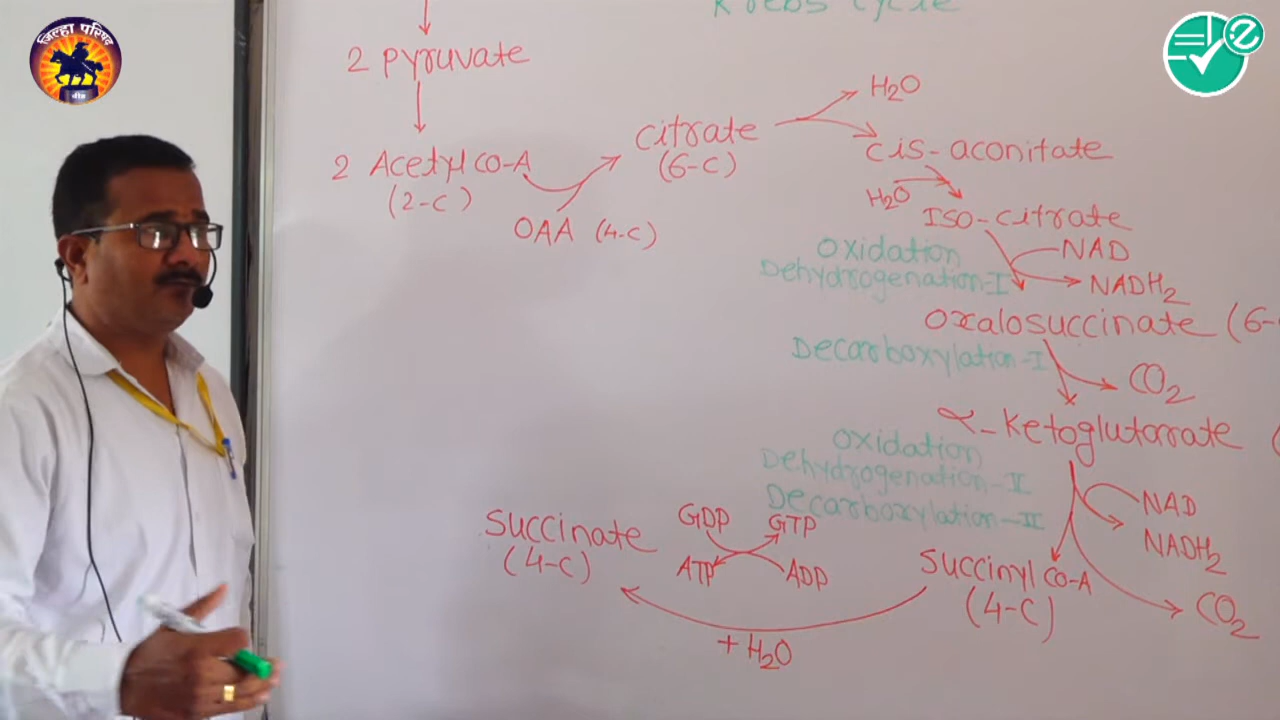 जिल्हा परिषद
बीड
Krebs Cycle
2 Pyruvate
H₂O
Citrate
(6-C)
Cis-aconitate
2 Acetyl Co-A
(2-C)
H₂O
Iso-citrate
OAA (4-C)
Oxidation
Dehydrogenation-I
NAD
NADH₂
Oxalosuccinate (6-
Decarboxylation-I
CO₂
α-Ketoglutarrate (
Oxidation
Dehydrogenation-II
Decarboxylation-II
NAD
NADH₂
Succinate
(4-C)
GDP GTP
ATP ADP
Succinyl Co-A
(4-C)
CO₂
+H₂O